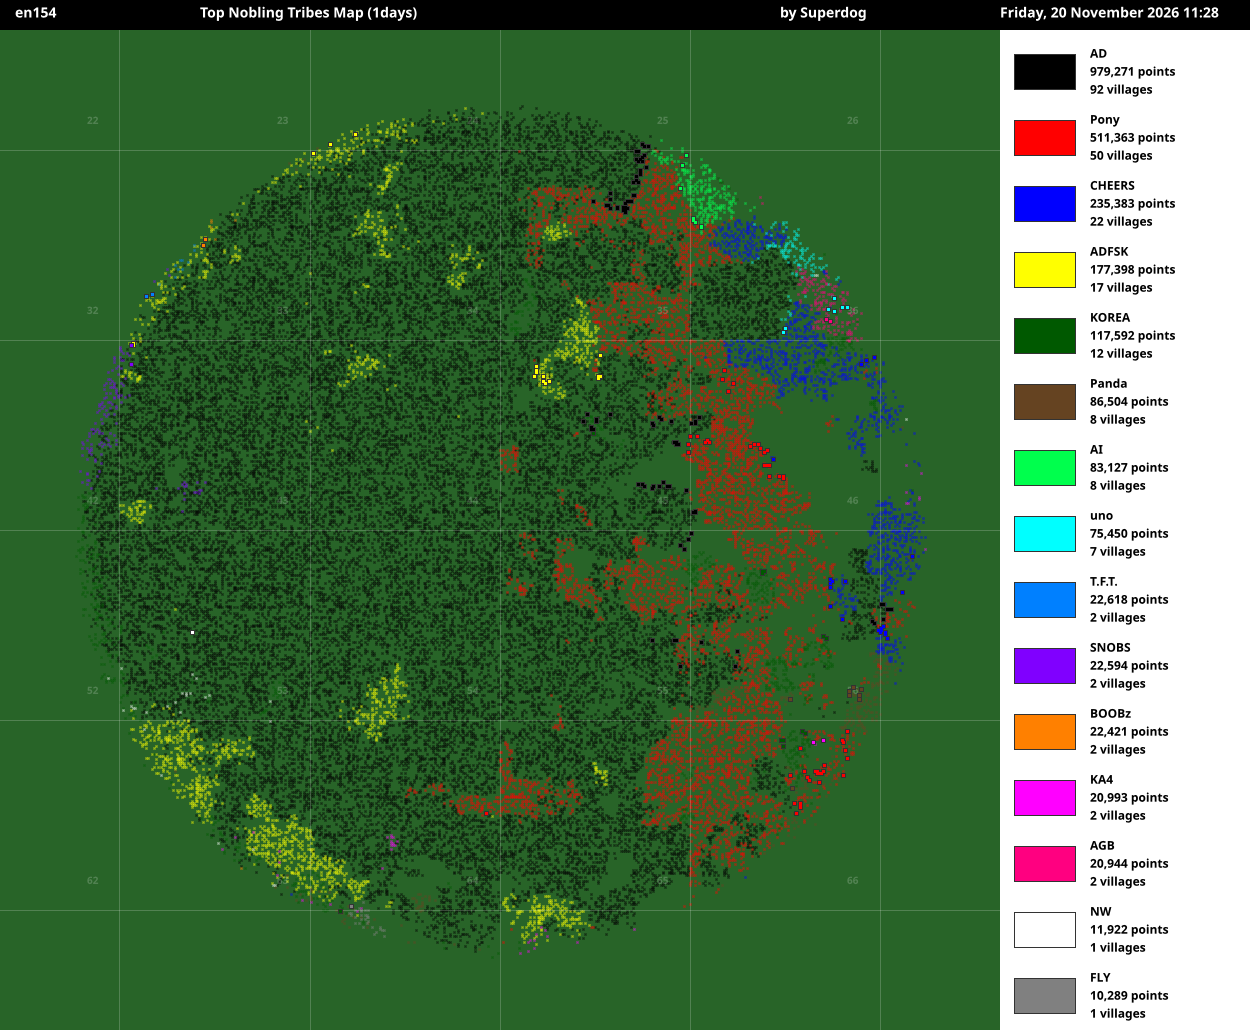 en154 Top Nobling Tribes Map (1days) by Superdog Friday, 20 November 2026 11:28
AD
979,271 points
92 villages
Pony
511,363 points
50 villages
CHEERS
235,383 points
22 villages
ADFSK
177,398 points
17 villages
KOREA
117,592 points
12 villages
Panda
86,504 points
8 villages
AI
83,127 points
8 villages
uno
75,450 points
7 villages
T.F.T.
22,618 points
2 villages
SNOBS
22,594 points
2 villages
BOOBz
22,421 points
2 villages
KA4
20,993 points
2 villages
AGB
20,944 points
2 villages
NW
11,922 points
1 villages
FLY
10,289 points
1 villages
22 23 25 26
32 35
46
52 53 55
62 66